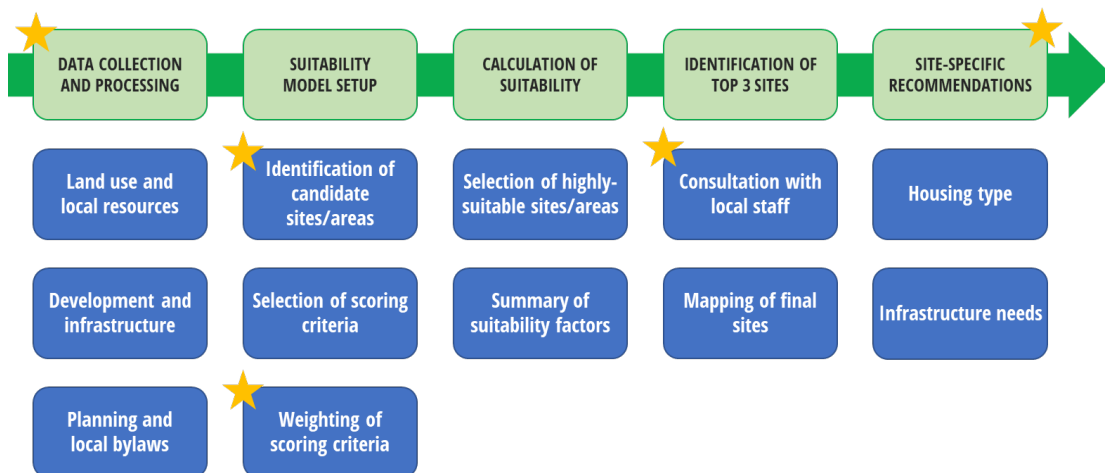 DATA COLLECTION
AND PROCESSING
SUITABILITY
MODEL SETUP
CALCULATION OF
SUITABILITY
IDENTIFICATION OF
TOP 3 SITES
SITE-SPECIFIC
RECOMMENDATIONS
Land use and
local resources
Identification of
candidate
sites/areas
Selection of highly-
suitable sites/areas
Consultation with
local staff
Housing type
Development and
infrastructure
Selection of scoring
criteria
Summary of
suitability factors
Mapping of final
sites
Infrastructure needs
Planning and
local bylaws
Weighting of
scoring criteria